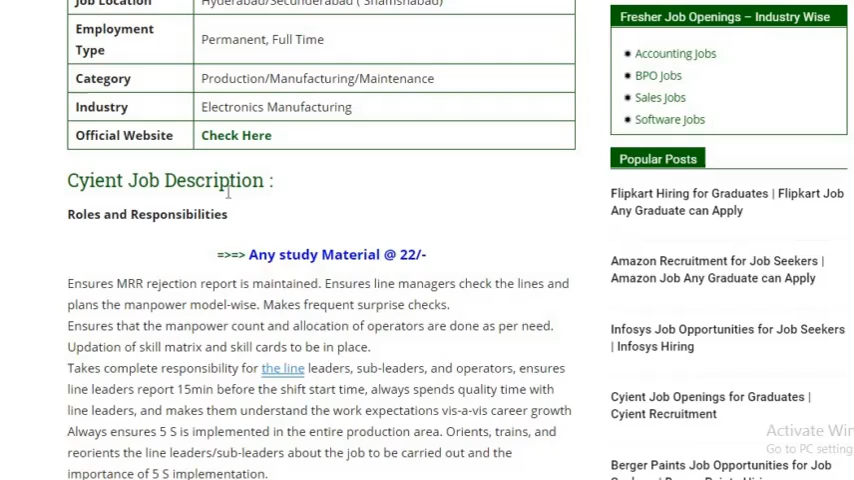 Job Location Hyderabad/Secunderabad ( Shamshabad)
Employment Type Permanent, Full Time
Category Production/Manufacturing/Maintenance
Industry Electronics Manufacturing
Official Website Check Here
Cyient Job Description :
Roles and Responsibilities
=>=> Any study Material @ 22/-
Ensures MRR rejection report is maintained. Ensures line managers check the lines and
plans the manpower model-wise. Makes frequent surprise checks.
Ensures that the manpower count and allocation of operators are done as per need.
Updation of skill matrix and skill cards to be in place.
Takes complete responsibility for the line leaders, sub-leaders, and operators, ensures
line leaders report 15min before the shift start time, always spends quality time with
line leaders, and makes them understand the work expectations vis-a-vis career growth
Always ensures 5 S is implemented in the entire production area. Orients, trains, and
reorients the line leaders/sub-leaders about the job to be carried out and the
importance of 5 S implementation.
Fresher Job Openings – Industry Wise
Accounting Jobs
BPO Jobs
Sales Jobs
Software Jobs
Popular Posts
Flipkart Hiring for Graduates | Flipkart Job
Any Graduate can Apply
Amazon Recruitment for Job Seekers |
Amazon Job Any Graduate can Apply
Infosys Job Opportunities for Job Seekers
| Infosys Hiring
Cyient Job Openings for Graduates |
Cyient Recruitment
Berger Paints Job Opportunities for Job
Activate Win
Go to PC setting